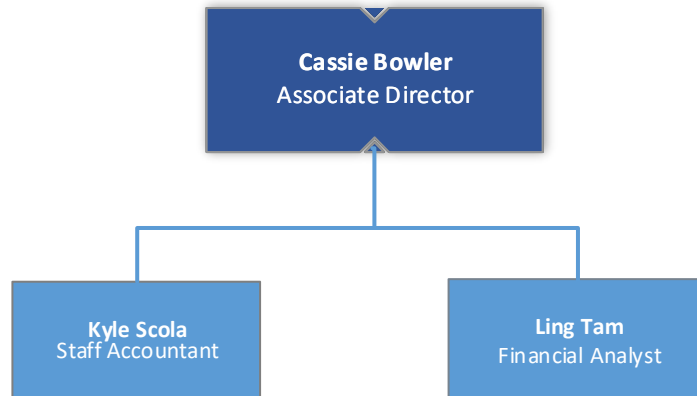 Cassie Bowler
Associate Director
Kyle Scola
Staff Accountant
Ling Tam
Financial Analyst